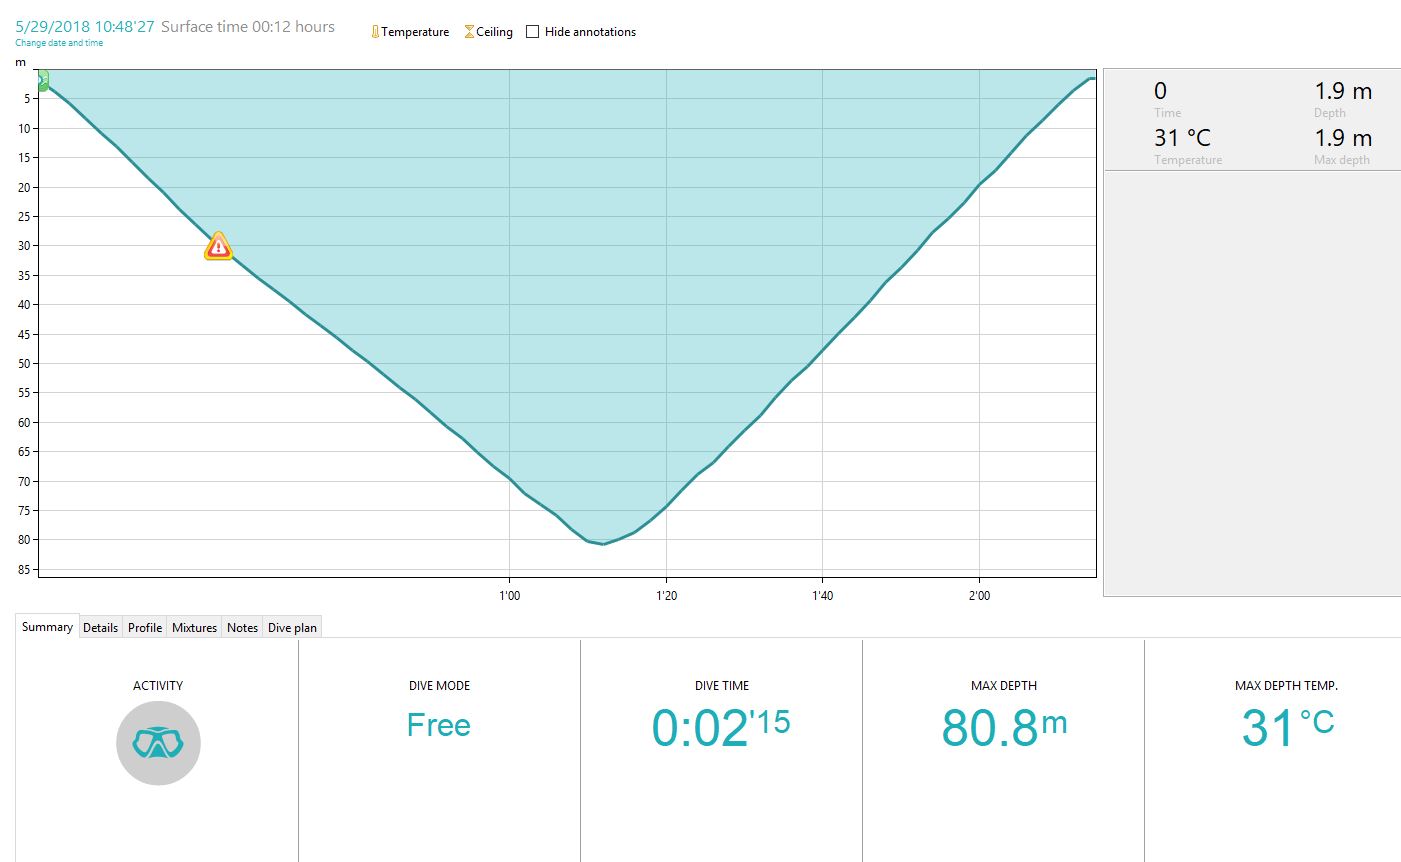 5/29/2018 10:48'27 Surface time 00:12 hours
Change date and time
Temperature Ceiling Hide annotations
m
5
10
15
20
25
30
35
40
45
50
55
60
65
70
75
80
85
1'00 1'20 1'40 2'00
0 1.9 m
Time Depth
31 °C 1.9 m
Temperature Max depth
Summary Details Profile Mixtures Notes Dive plan
ACTIVITY DIVE MODE DIVE TIME MAX DEPTH MAX DEPTH TEMP.
Free 0:02'15 80.8m 31°C